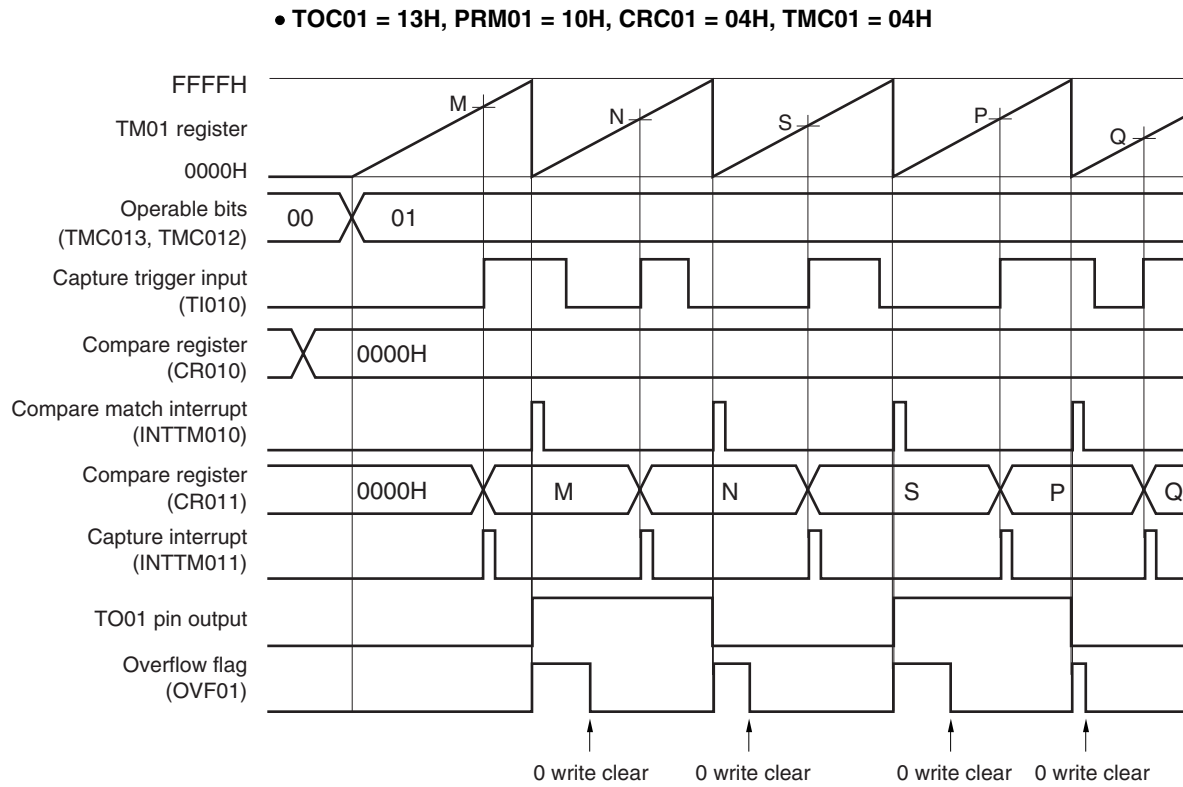 • TOC01 = 13H, PRM01 = 10H, CRC01 = 04H, TMC01 = 04H
FFFFH
TM01 register
0000H
M
N
S
P
Q
Operable bits
(TMC013, TMC012)
00
01
Capture trigger input
(TI010)
Compare register
(CR010)
0000H
Compare match interrupt
(INTTM010)
Compare register
(CR011)
0000H
M
N
S
P
Q
Capture interrupt
(INTTM011)
TO01 pin output
Overflow flag
(OVF01)
0 write clear
0 write clear
0 write clear
0 write clear